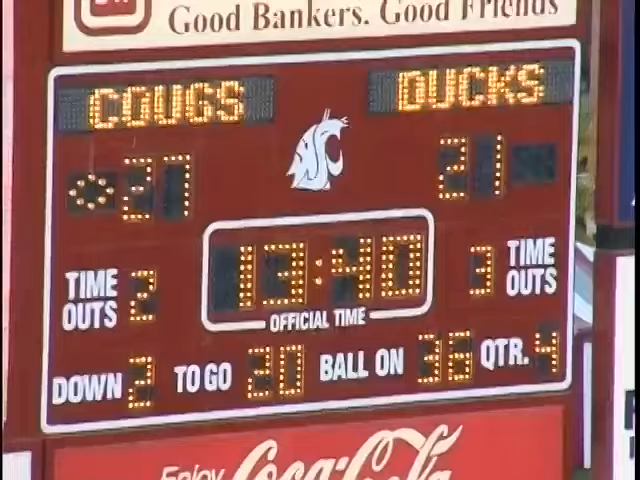 Good Bankers. Good Friends
COUGS DUCKS
27 21
13:40
TIME OUTS 2 3 TIME OUTS
OFFICIAL TIME
DOWN 2 TO GO 20 BALL ON 36 QTR. 4
Enjoy
Coca-Cola